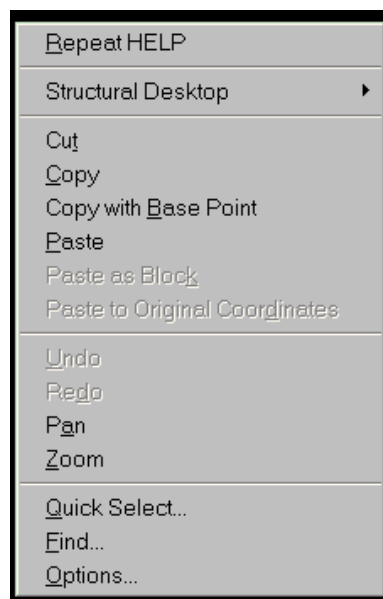 Repeat HELP
Structural Desktop
Cut
Copy
Copy with Base Point
Paste
Paste as Block
Paste to Original Coordinates
Undo
Redo
Pan
Zoom
Quick Select...
Find...
Options...